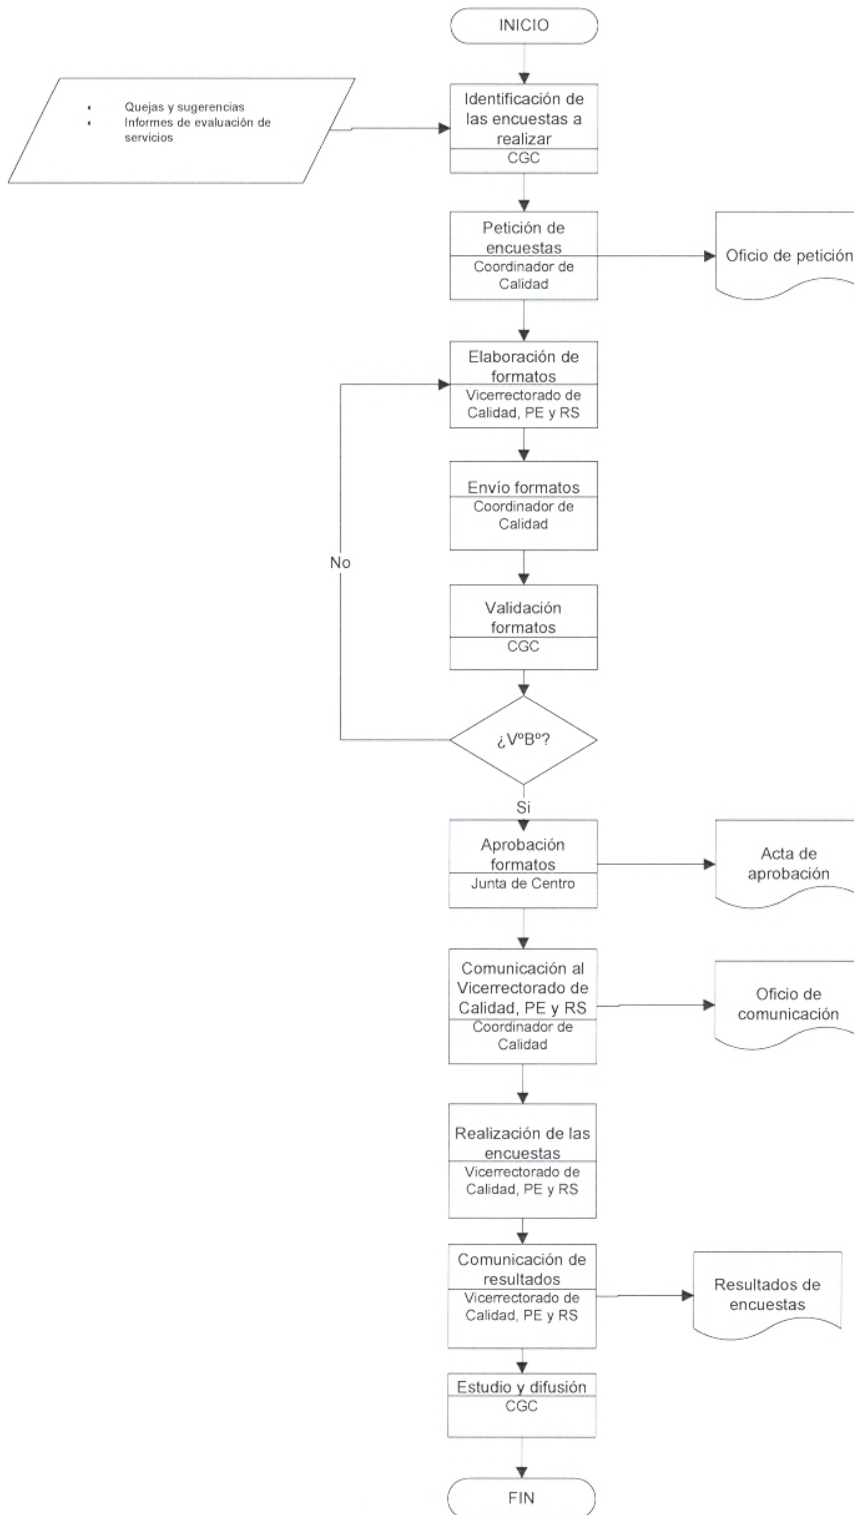 INICIO
• Quejas y sugerencias
• Informes de evaluación de
servicios
Identificación de
las encuestas a
realizar
CGC
Petición de
encuestas
Coordinador de
Calidad
Oficio de petición
Elaboración de
formatos
Vicerrectorado de
Calidad, PE y RS
Envío formatos
Coordinador de
Calidad
No
Validación
formatos
CGC
¿VºBº?
Si
Aprobación
formatos
Junta de Centro
Acta de
aprobación
Comunicación al
Vicerrectorado de
Calidad, PE y RS
Coordinador de
Calidad
Oficio de
comunicación
Realización de las
encuestas
Vicerrectorado de
Calidad, PE y RS
Comunicación de
resultados
Vicerrectorado de
Calidad, PE y RS
Resultados de
encuestas
Estudio y difusión
CGC
FIN